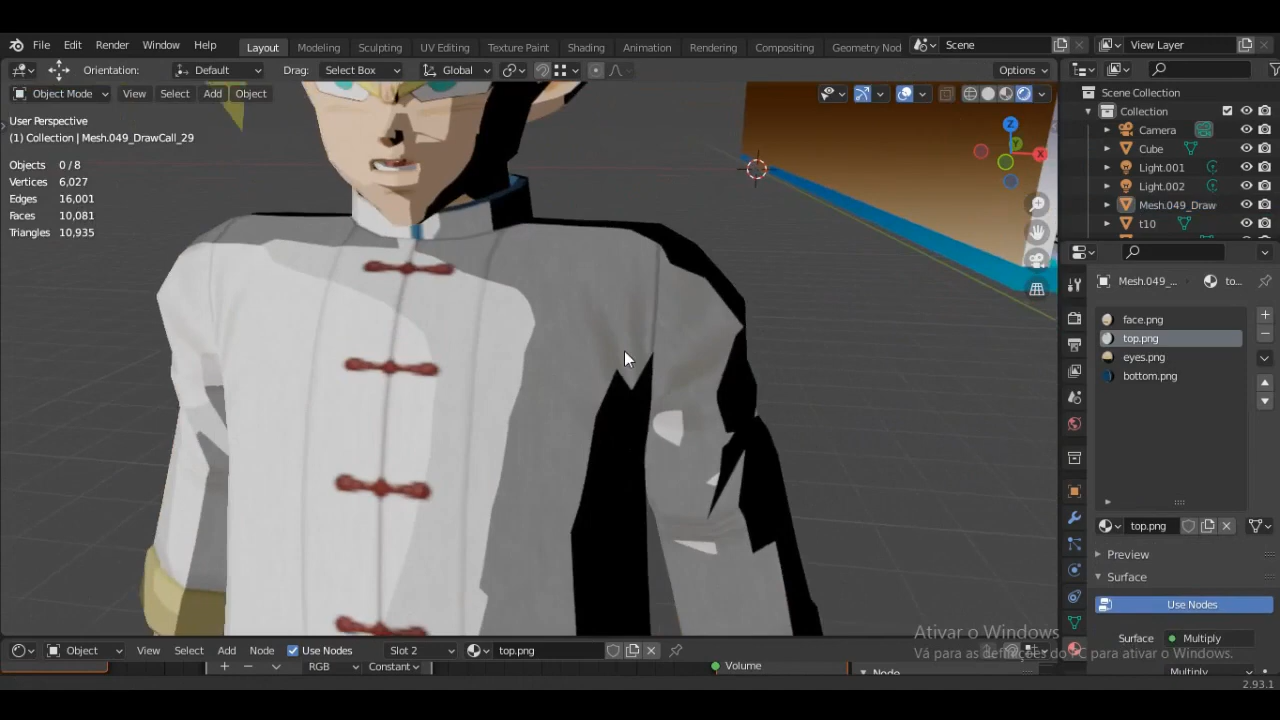 File Edit Render Window Help Layout Modeling Sculpting UV Editing Texture Paint Shading Animation Rendering Compositing Geometry Nod Scene View Layer
Orientation: Default Drag: Select Box Global Options
Object Mode View Select Add Object
User Perspective
(1) Collection | Mesh.049_DrawCall_29
Objects 0 / 8
Vertices 6,027
Edges 16,001
Faces 10,081
Triangles 10,935
Z
X
Y
Scene Collection
Collection
Camera
Cube
Light.001
Light.002
Mesh.049_Draw
t10
Mesh.049_... to...
face.png
top.png
eyes.png
bottom.png
top.png
Preview
Surface
Use Nodes
Surface Multiply
Multiply
Ativar o Windows
Vá para as definições do PC para ativar o Windows.
Object View Select Add Node Use Nodes Slot 2 top.png
RGB Constant Volume Node
2.93.1